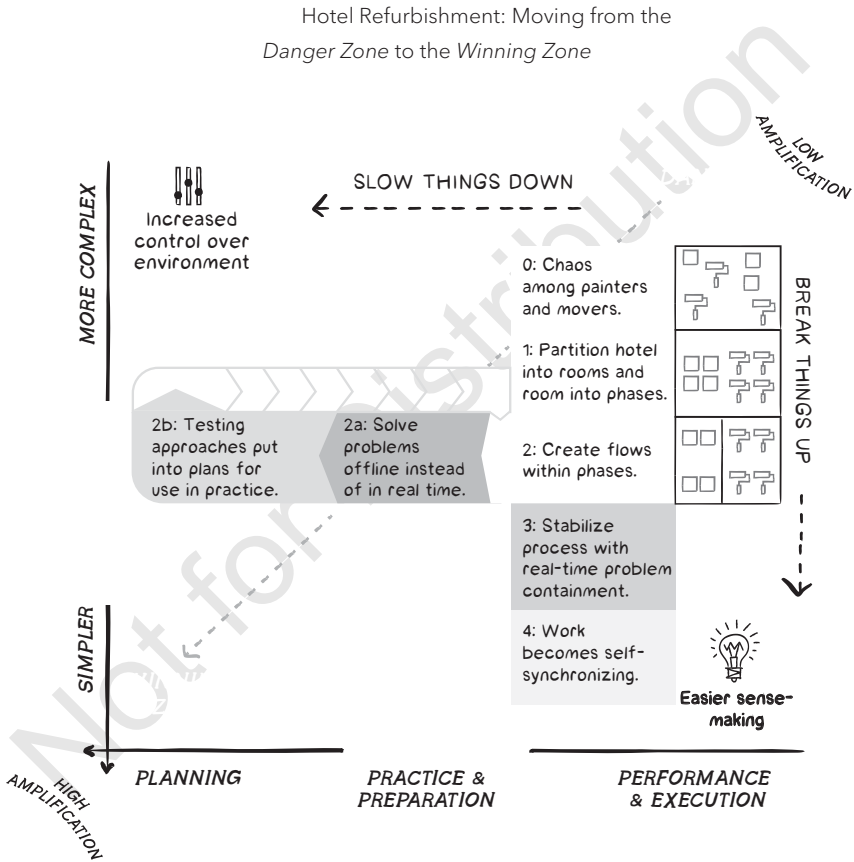 Hotel Refurbishment: Moving from the
Danger Zone to the Winning Zone
LOW
AMPLIFICATION
SLOW THINGS DOWN
Increased
control over
environment
MORE COMPLEX
0: Chaos
among painters
and movers.
1: Partition hotel
into rooms and
room into phases.
BREAK THINGS UP
2b: Testing
approaches put
into plans for
use in practice.
2a: Solve
problems
offline instead
of in real time.
2: Create flows
within phases.
3: Stabilize
process with
real-time problem
containment.
SIMPLER
4: Work
becomes self-
synchronizing.
Easier sense-
making
HIGH
AMPLIFICATION
PLANNING
PRACTICE &
PREPARATION
PERFORMANCE
& EXECUTION
Not for Distribution